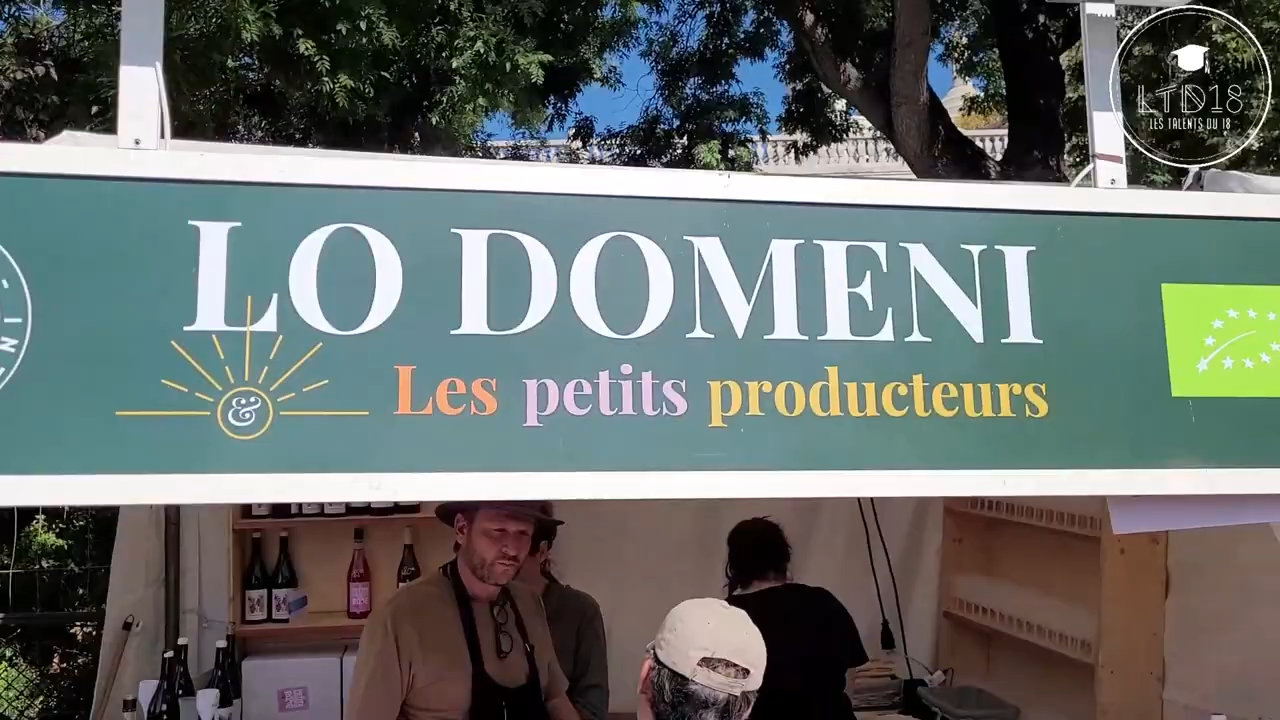 LTD18
LES TALENTS DU 18
LO DOMENI
&
Les petits producteurs